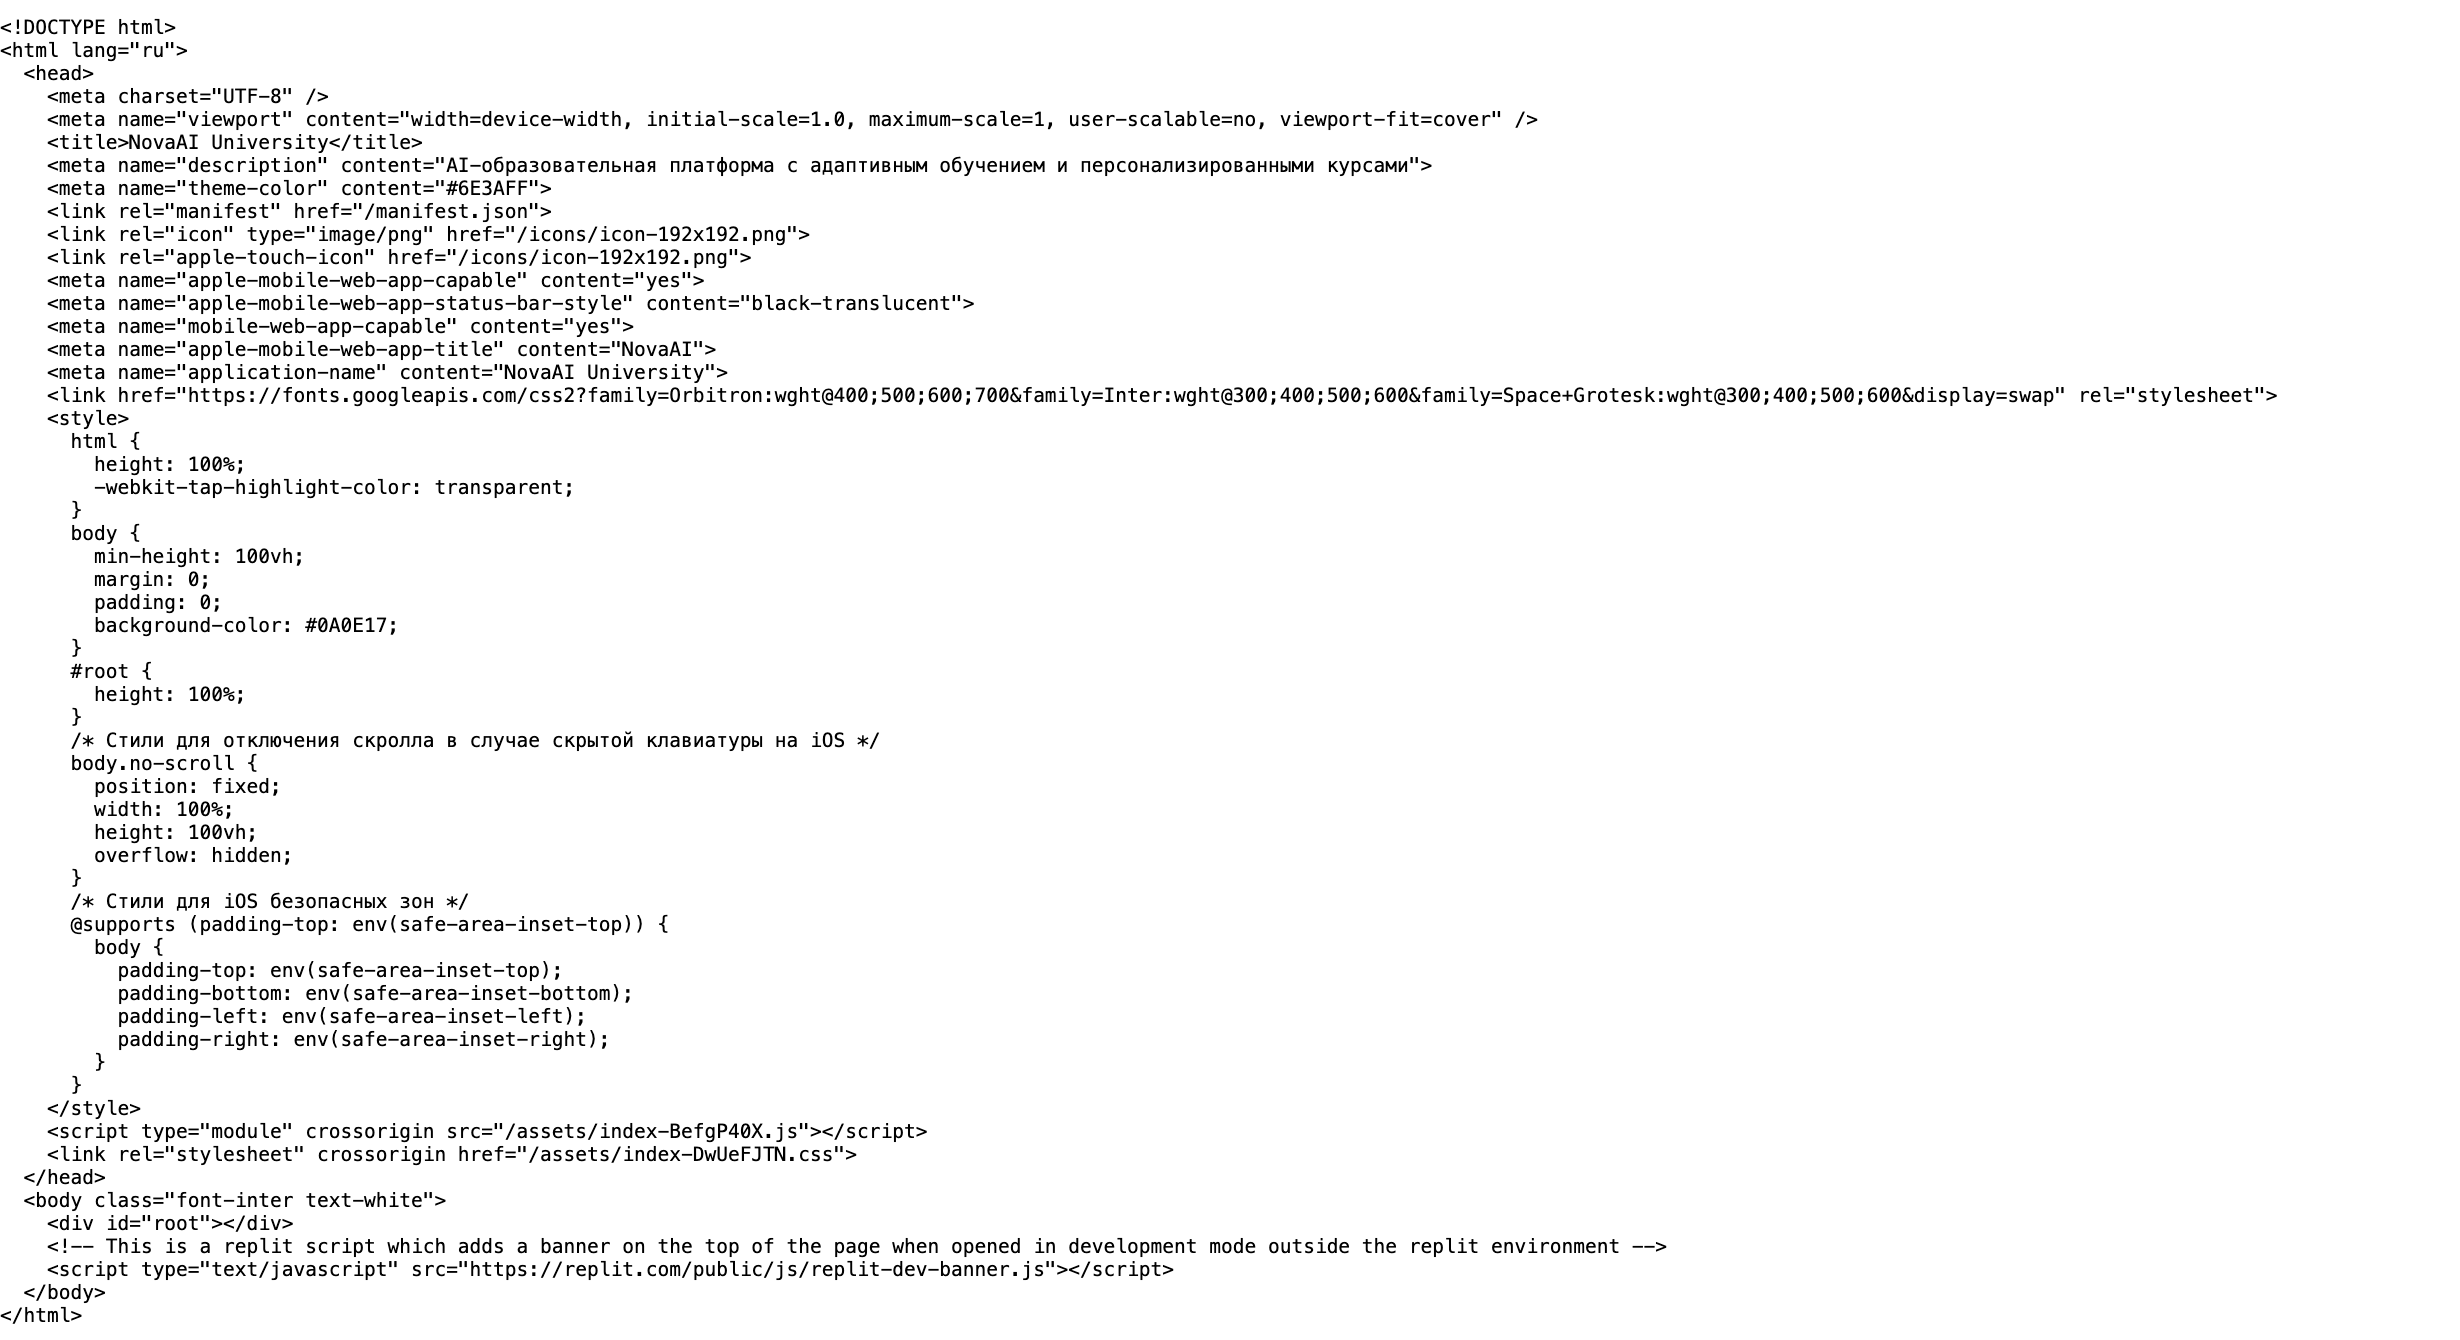 <!DOCTYPE html>
<html lang="ru">
  <head>
    <meta charset="UTF-8" />
    <meta name="viewport" content="width=device-width, initial-scale=1.0, maximum-scale=1, user-scalable=no, viewport-fit=cover" />
    <title>NovaAI University</title>
    <meta name="description" content="AI-образовательная платформа с адаптивным обучением и персонализированными курсами">
    <meta name="theme-color" content="#6E3AFF">
    <link rel="manifest" href="/manifest.json">
    <link rel="icon" type="image/png" href="/icons/icon-192x192.png">
    <link rel="apple-touch-icon" href="/icons/icon-192x192.png">
    <meta name="apple-mobile-web-app-capable" content="yes">
    <meta name="apple-mobile-web-app-status-bar-style" content="black-translucent">
    <meta name="mobile-web-app-capable" content="yes">
    <meta name="apple-mobile-web-app-title" content="NovaAI">
    <meta name="application-name" content="NovaAI University">
    <link href="https://fonts.googleapis.com/css2?family=Orbitron:wght@400;500;600;700&family=Inter:wght@300;400;500;600&family=Space+Grotesk:wght@300;400;500;600&display=swap" rel="stylesheet">
    <style>
      html {
        height: 100%;
        -webkit-tap-highlight-color: transparent;
      }
      body {
        min-height: 100vh;
        margin: 0;
        padding: 0;
        background-color: #0A0E17;
      }
      #root {
        height: 100%;
      }
      /* Стили для отключения скролла в случае скрытой клавиатуры на iOS */
      body.no-scroll {
        position: fixed;
        width: 100%;
        height: 100vh;
        overflow: hidden;
      }
      /* Стили для iOS безопасных зон */
      @supports (padding-top: env(safe-area-inset-top)) {
        body {
          padding-top: env(safe-area-inset-top);
          padding-bottom: env(safe-area-inset-bottom);
          padding-left: env(safe-area-inset-left);
          padding-right: env(safe-area-inset-right);
        }
      }
    </style>
    <script type="module" crossorigin src="/assets/index-BefgP40X.js"></script>
    <link rel="stylesheet" crossorigin href="/assets/index-DwUeFJTN.css">
  </head>
  <body class="font-inter text-white">
    <div id="root"></div>
    <!-- This is a replit script which adds a banner on the top of the page when opened in development mode outside the replit environment -->
    <script type="text/javascript" src="https://replit.com/public/js/replit-dev-banner.js"></script>
  </body>
</html>